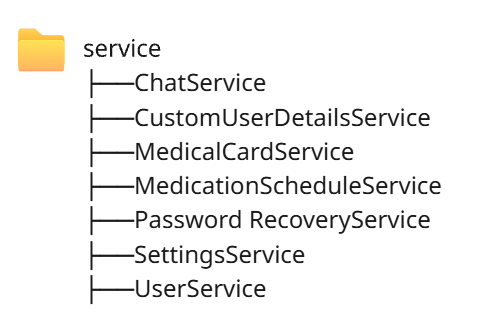 service
├──ChatService
├──CustomUserDetailsService
├──MedicalCardService
├──MedicationScheduleService
├──Password RecoveryService
├──SettingsService
├──UserService